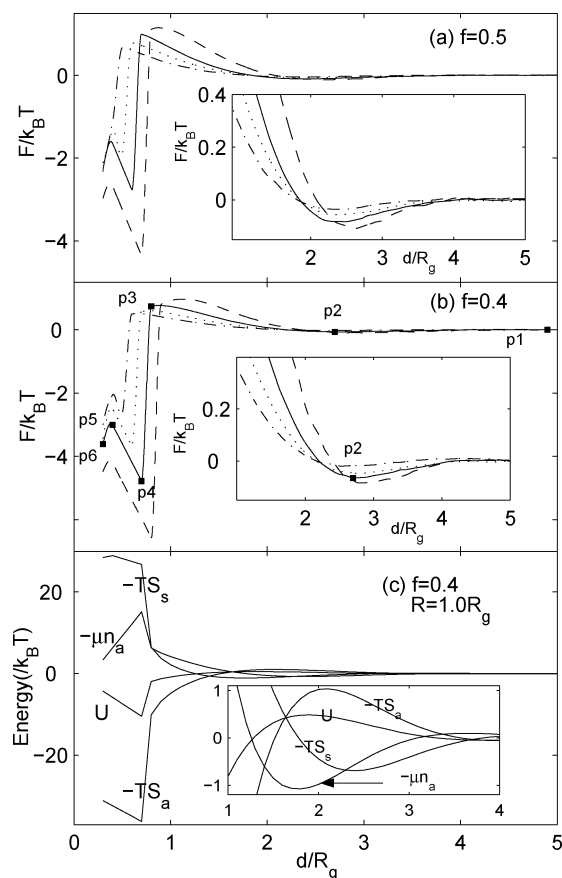 (a) f=0.5
F/k_BT
0
−2
−4
0.4
0.2
0
F/k_BT
2
3
4
5
d/R_g
(b) f=0.4
p3
p2
p1
F/k_BT
0
−2
−4
−6
p5
p6
p4
0.2
0
F/k_BT
p2
2
3
4
5
d/R_g
(c) f=0.4
R=1.0R_g
Energy(/k_BT)
20
0
−20
−TS_s
−μn_a
U
−TS_a
1
0
−1
−TS_a
U
−TS_s
−μn_a
1
2
3
4
0
1
2
3
4
5
d/R_g